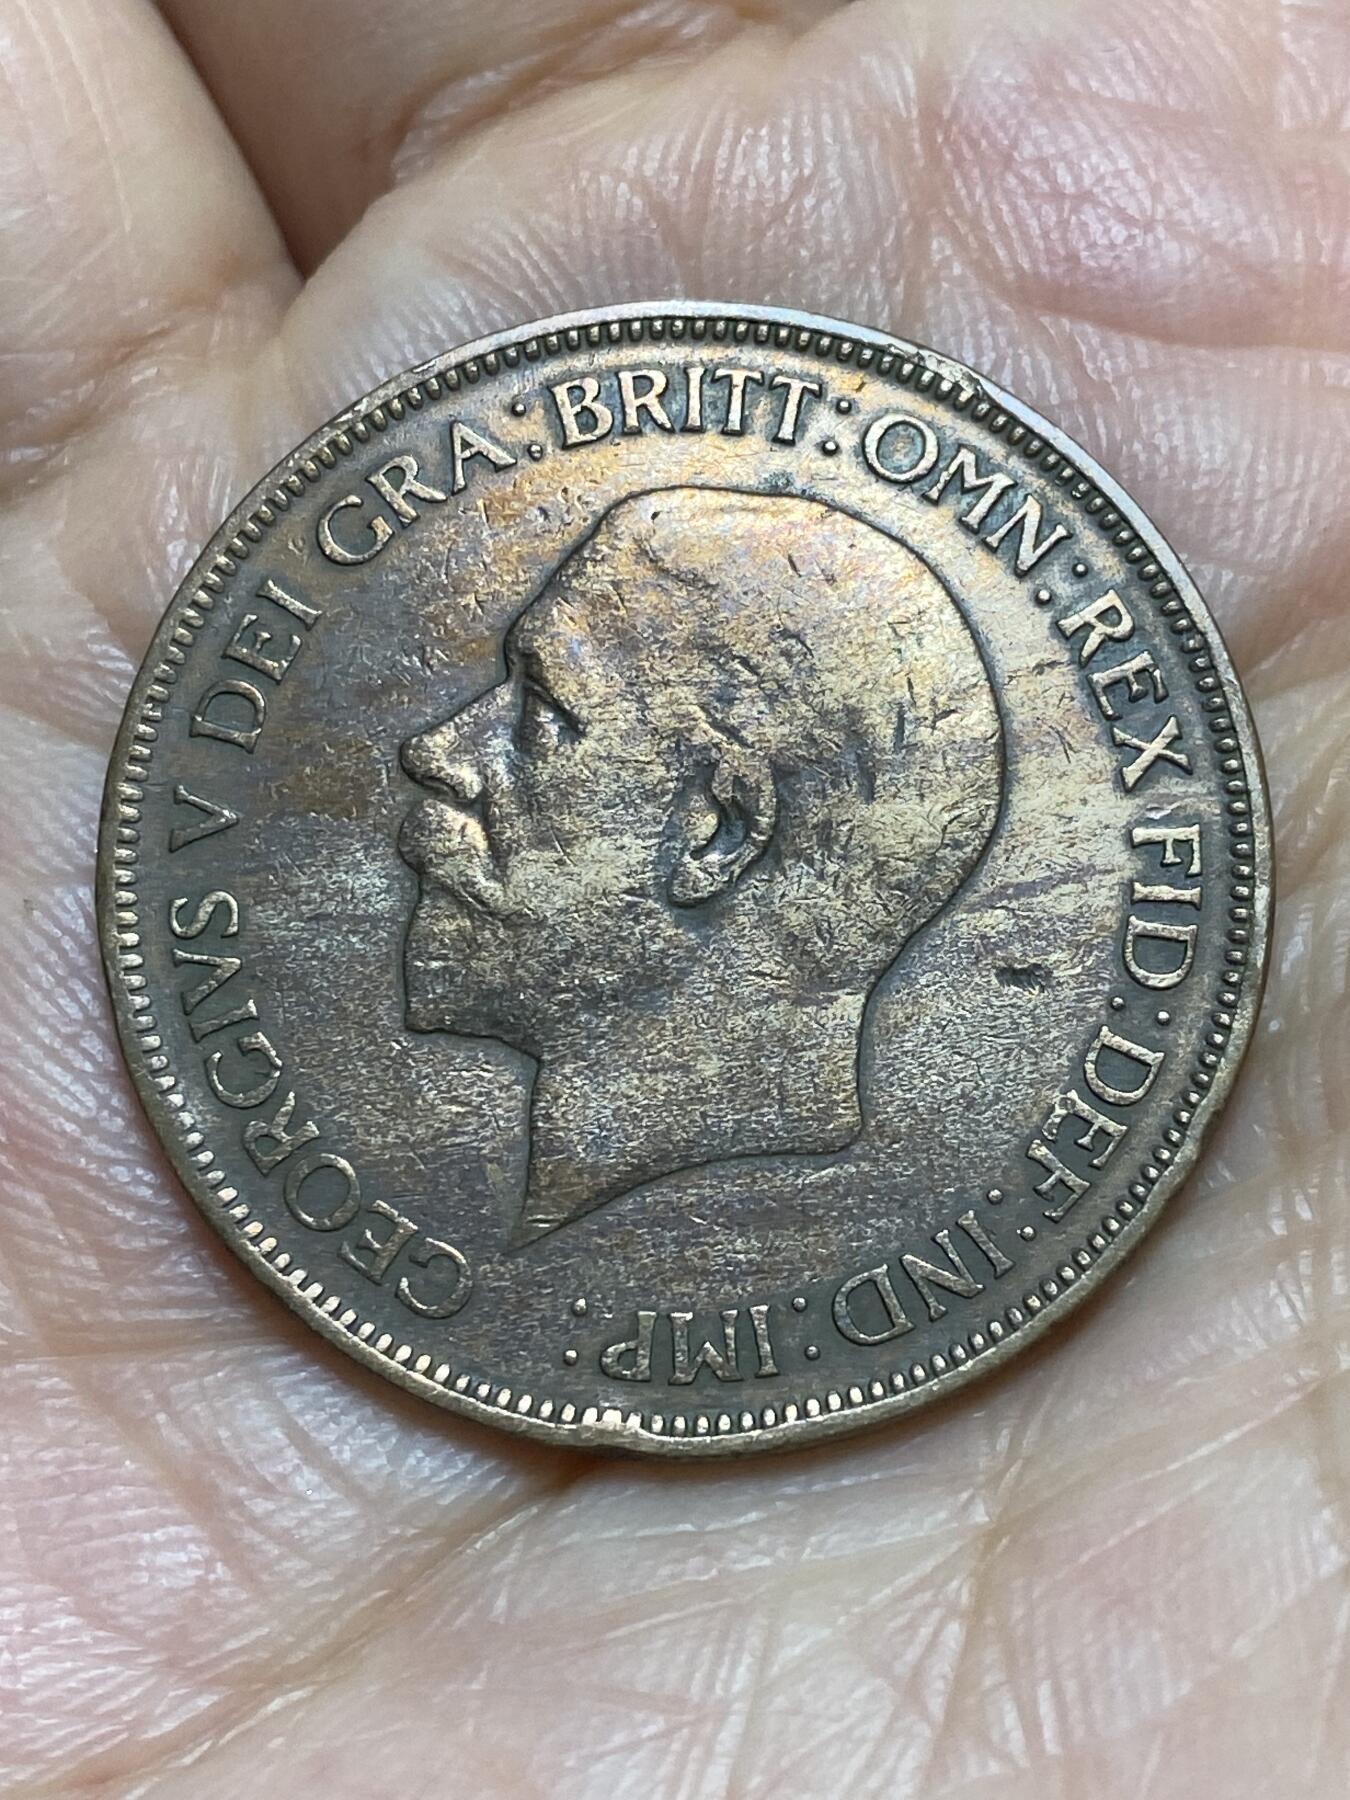 GEORGIVS V DEI GRA: BRITT: OMN: REX FID: DEF: IND: IMP: